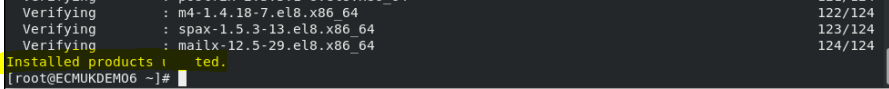 Verifying : m4-1.4.18-7.el8.x86_64 122/124
Verifying : spax-1.5.3-13.el8.x86_64 123/124
Verifying : mailx-12.5-29.el8.x86_64 124/124
Installed products ted.
[root@ECMUKDEMO6 ~]#